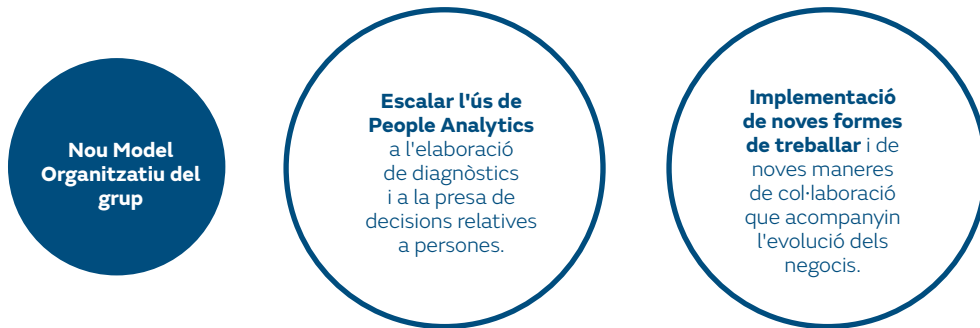 Nou Model
Organitzatiu del
grup
Escalar l'ús de
People Analytics
a l'elaboració
de diagnòstics
i a la presa de
decisions relatives
a persones.
Implementació
de noves formes
de treballar i de
noves maneres
de col·laboració
que acompanyin
l'evolució dels
negocis.